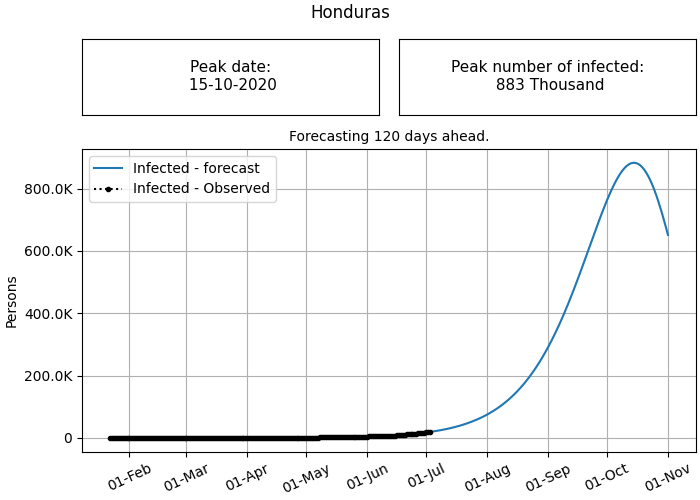 Honduras
Peak date:
15-10-2020
Peak number of infected:
883 Thousand
Forecasting 120 days ahead.
Infected - forecast
Infected - Observed
Persons
800.0K
600.0K
400.0K
200.0K
0
01-Feb
01-Mar
01-Apr
01-May
01-Jun
01-Jul
01-Aug
01-Sep
01-Oct
01-Nov